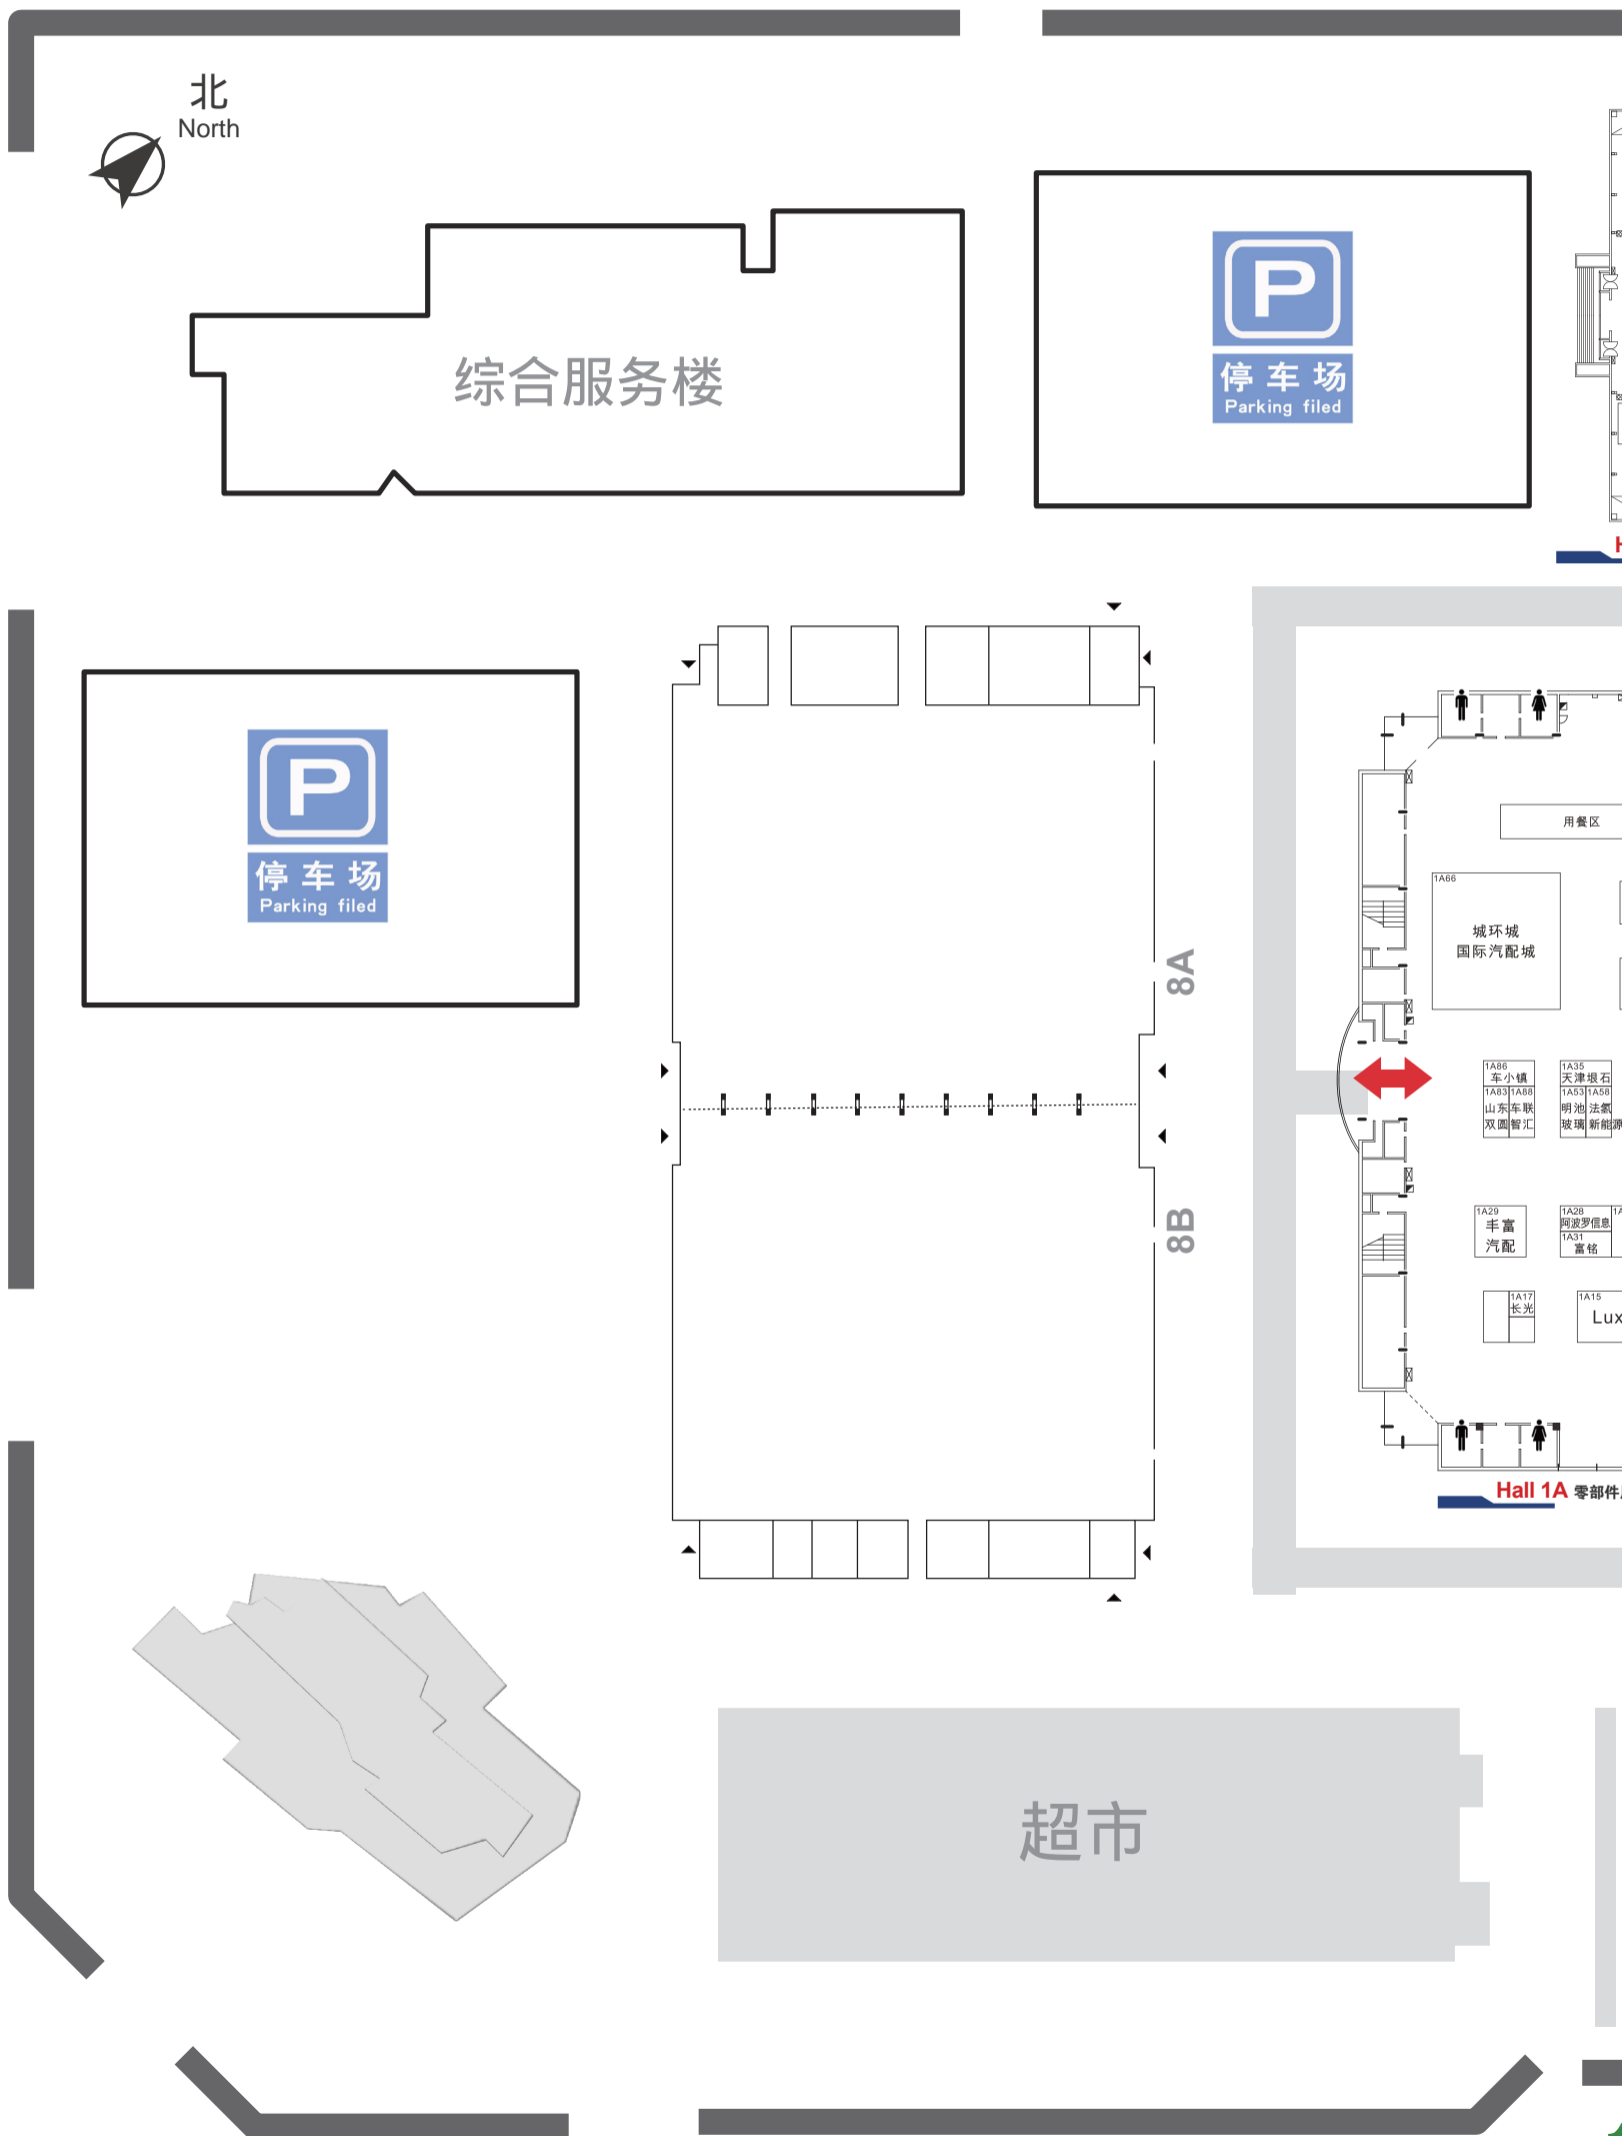 北
North
综合服务楼
P
停车场
Parking filed
P
停车场
Parking filed
8A
8B
用餐区
1A66
城环城
国际汽配城
1A86
车小镇
1A83 1A88
山东 车联
双圆 智汇
1A35
天津垠石
1A53 1A58
明池 法氢
玻璃 新能源
1A29
丰富
汽配
1A28
阿波罗信息
1A31
富铭
1A17
长光
1A15
Lux
Hall 1A 零部件
超市